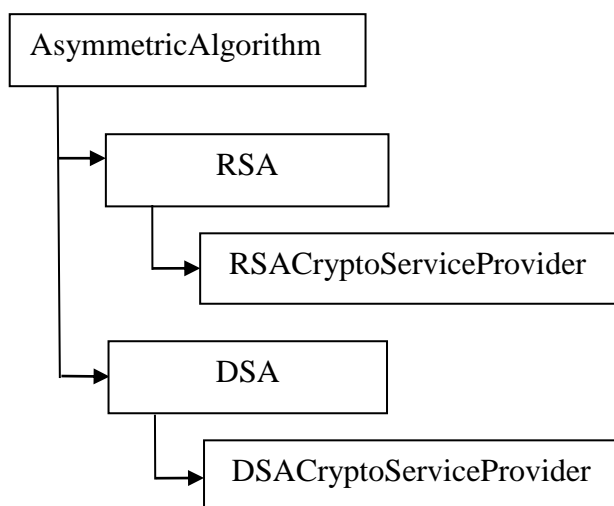 AsymmetricAlgorithm
RSA
RSACryptoServiceProvider
DSA
DSACryptoServiceProvider